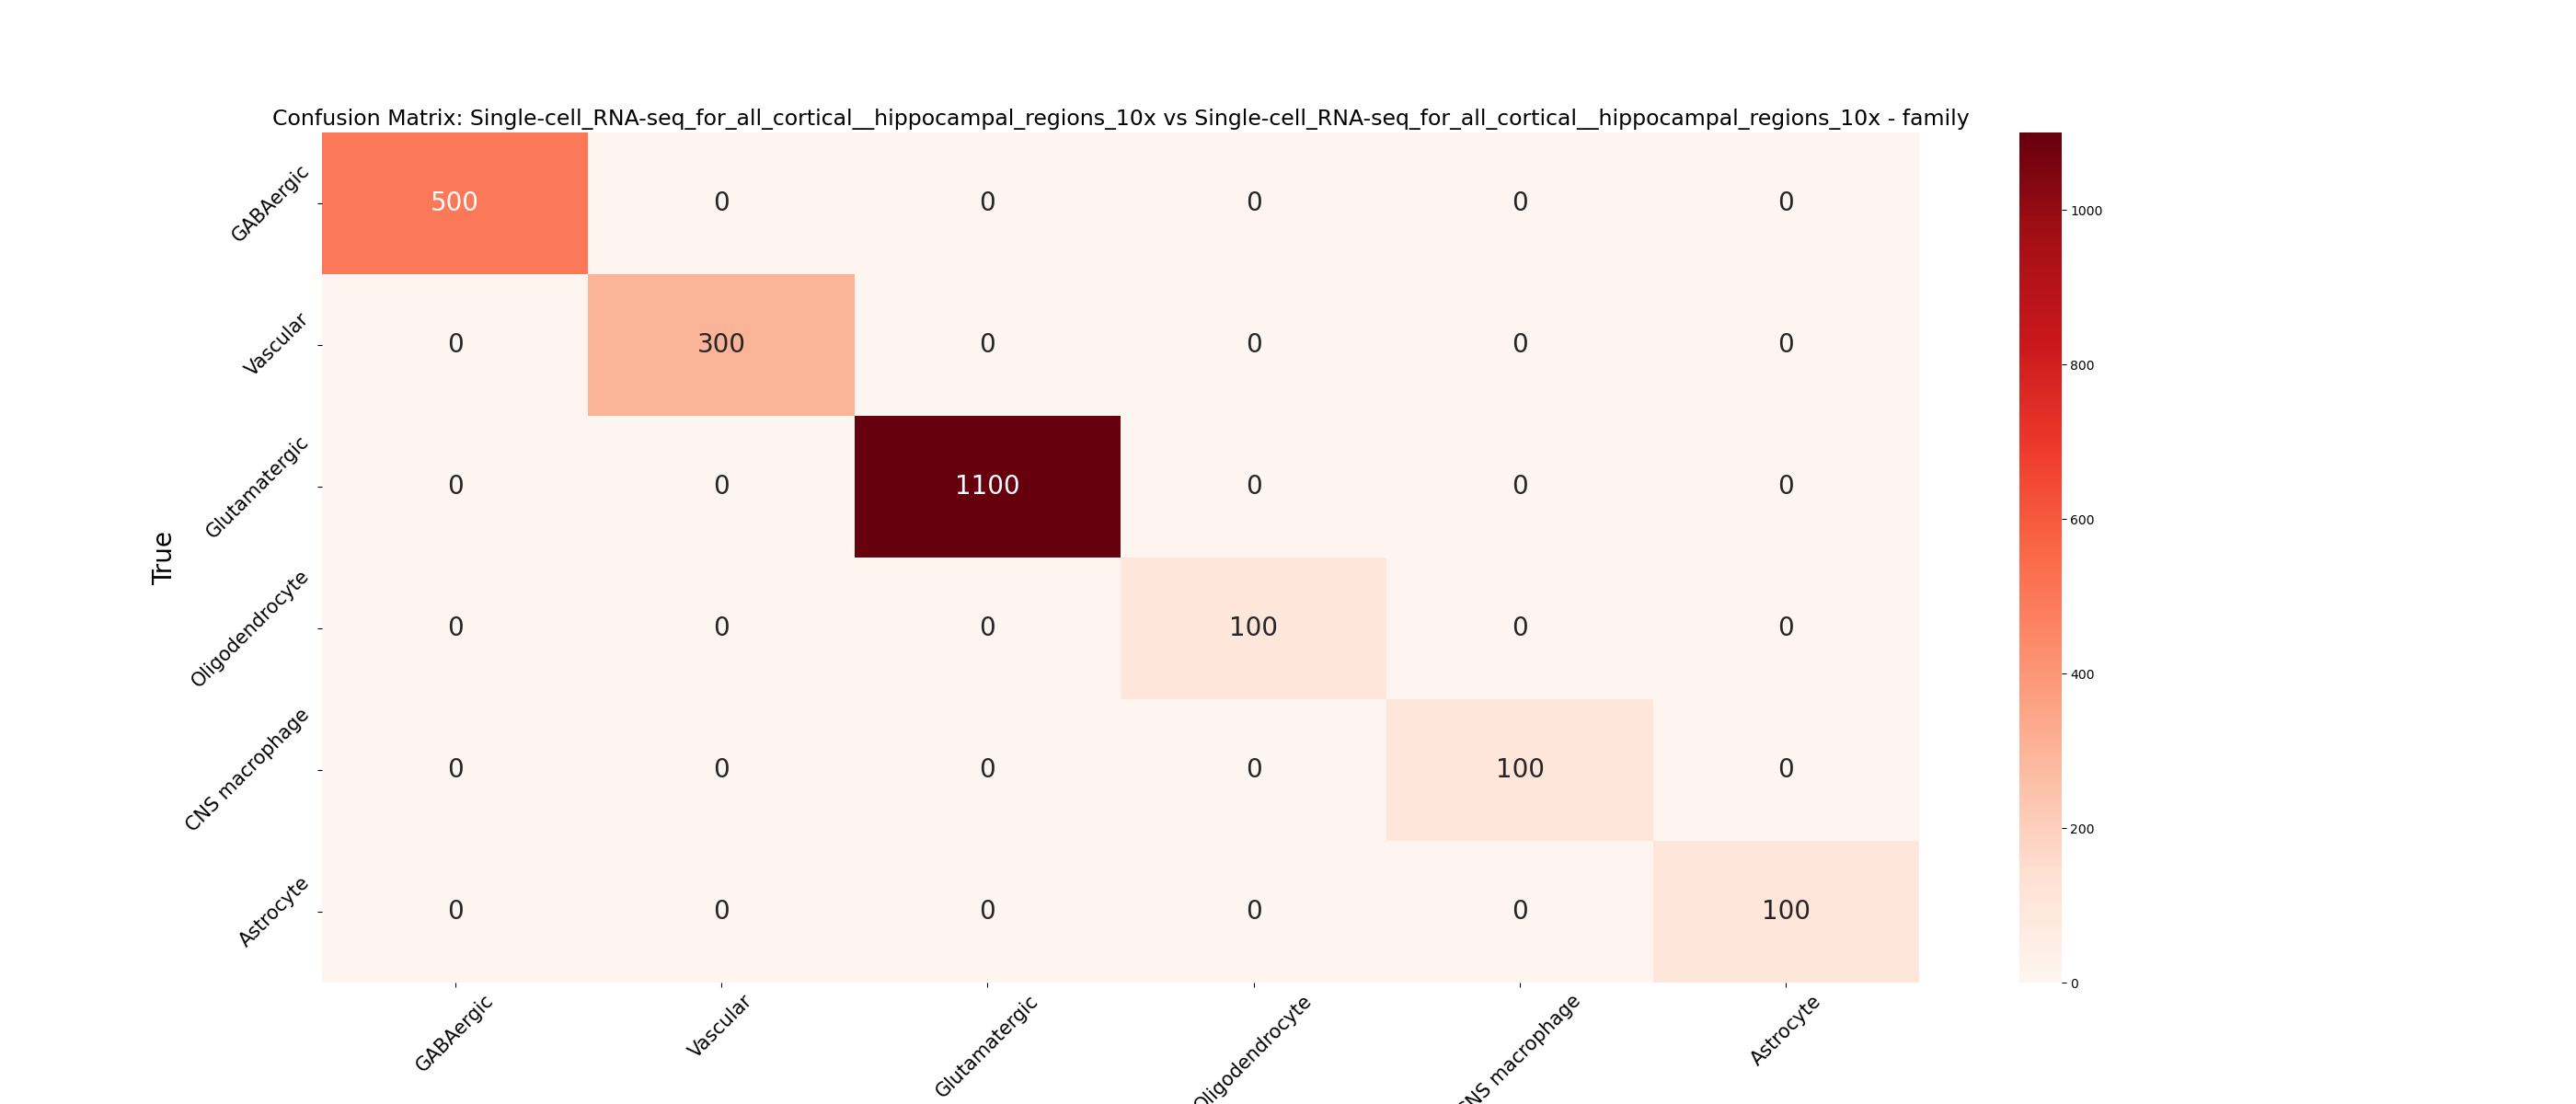 Confusion Matrix: Single-cell_RNA-seq_for_all_cortical__hippocampal_regions_10x vs Single-cell_RNA-seq_for_all_cortical__hippocampal_regions_10x - family
True
GABAergic 500 0 0 0 0 0
Vascular 0 300 0 0 0 0
Glutamatergic 0 0 1100 0 0 0
Oligodendrocyte 0 0 0 100 0 0
CNS macrophage 0 0 0 0 100 0
Astrocyte 0 0 0 0 0 100
GABAergic Vascular Glutamatergic Oligodendrocyte CNS macrophage Astrocyte
1000
800
600
400
200
0